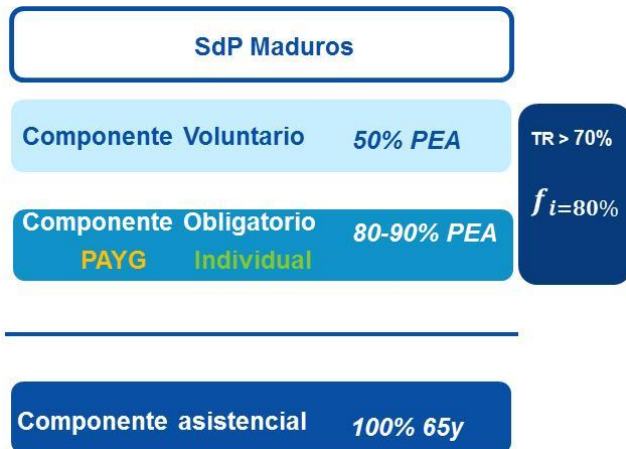 SdP Maduros
Componente Voluntario 50% PEA
TR > 70%
fi=80%
Componente Obligatorio 80-90% PEA
PAYG Individual
Componente asistencial 100% 65y